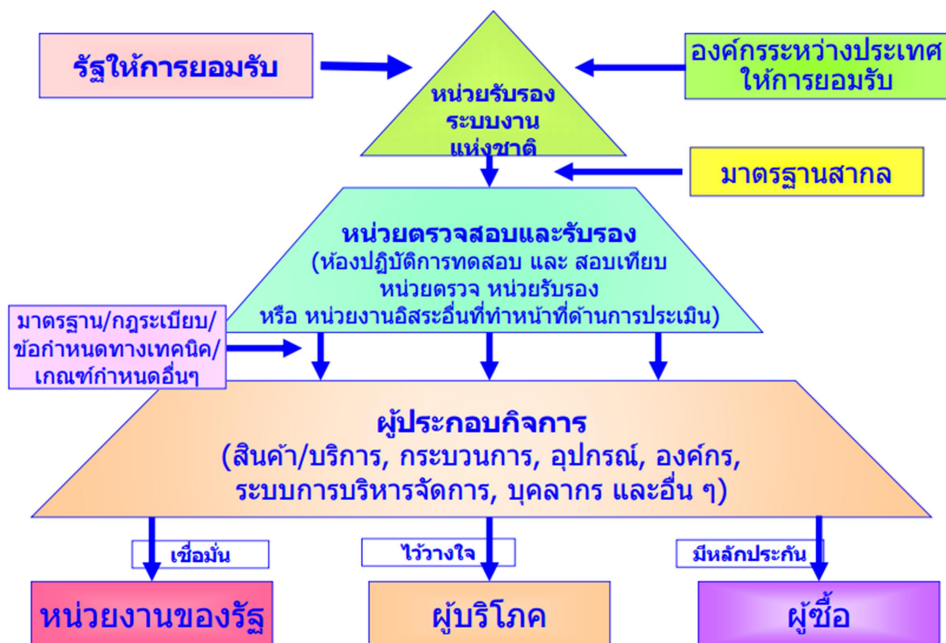 รัฐให้การยอมรับ
องค์กรระหว่างประเทศ
ให้การยอมรับ
หน่วยรับรอง
ระบบงาน
แห่งชาติ
มาตรฐานสากล
หน่วยตรวจสอบและรับรอง
(ห้องปฏิบัติการทดสอบ และ สอบเทียบ
หน่วยตรวจ หน่วยรับรอง
หรือ หน่วยงานอิสระอื่นที่ทำหน้าที่ด้านการประเมิน)
มาตรฐาน/กฎระเบียบ/
ข้อกำหนดทางเทคนิค/
เกณฑ์กำหนดอื่นๆ
ผู้ประกอบกิจการ
(สินค้า/บริการ, กระบวนการ, อุปกรณ์, องค์กร,
ระบบการบริหารจัดการ, บุคลากร และอื่น ๆ)
เชื่อมั่น
ไว้วางใจ
มีหลักประกัน
หน่วยงานของรัฐ
ผู้บริโภค
ผู้ซื้อ